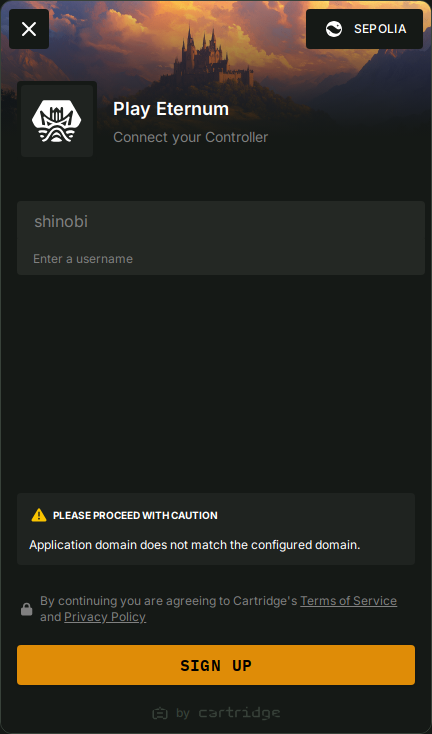 SEPOLIA
Play Eternum
Connect your Controller
shinobi
Enter a username
PLEASE PROCEED WITH CAUTION
Application domain does not match the configured domain.
By continuing you are agreeing to Cartridge's Terms of Service
and Privacy Policy
SIGN UP
by cartridge